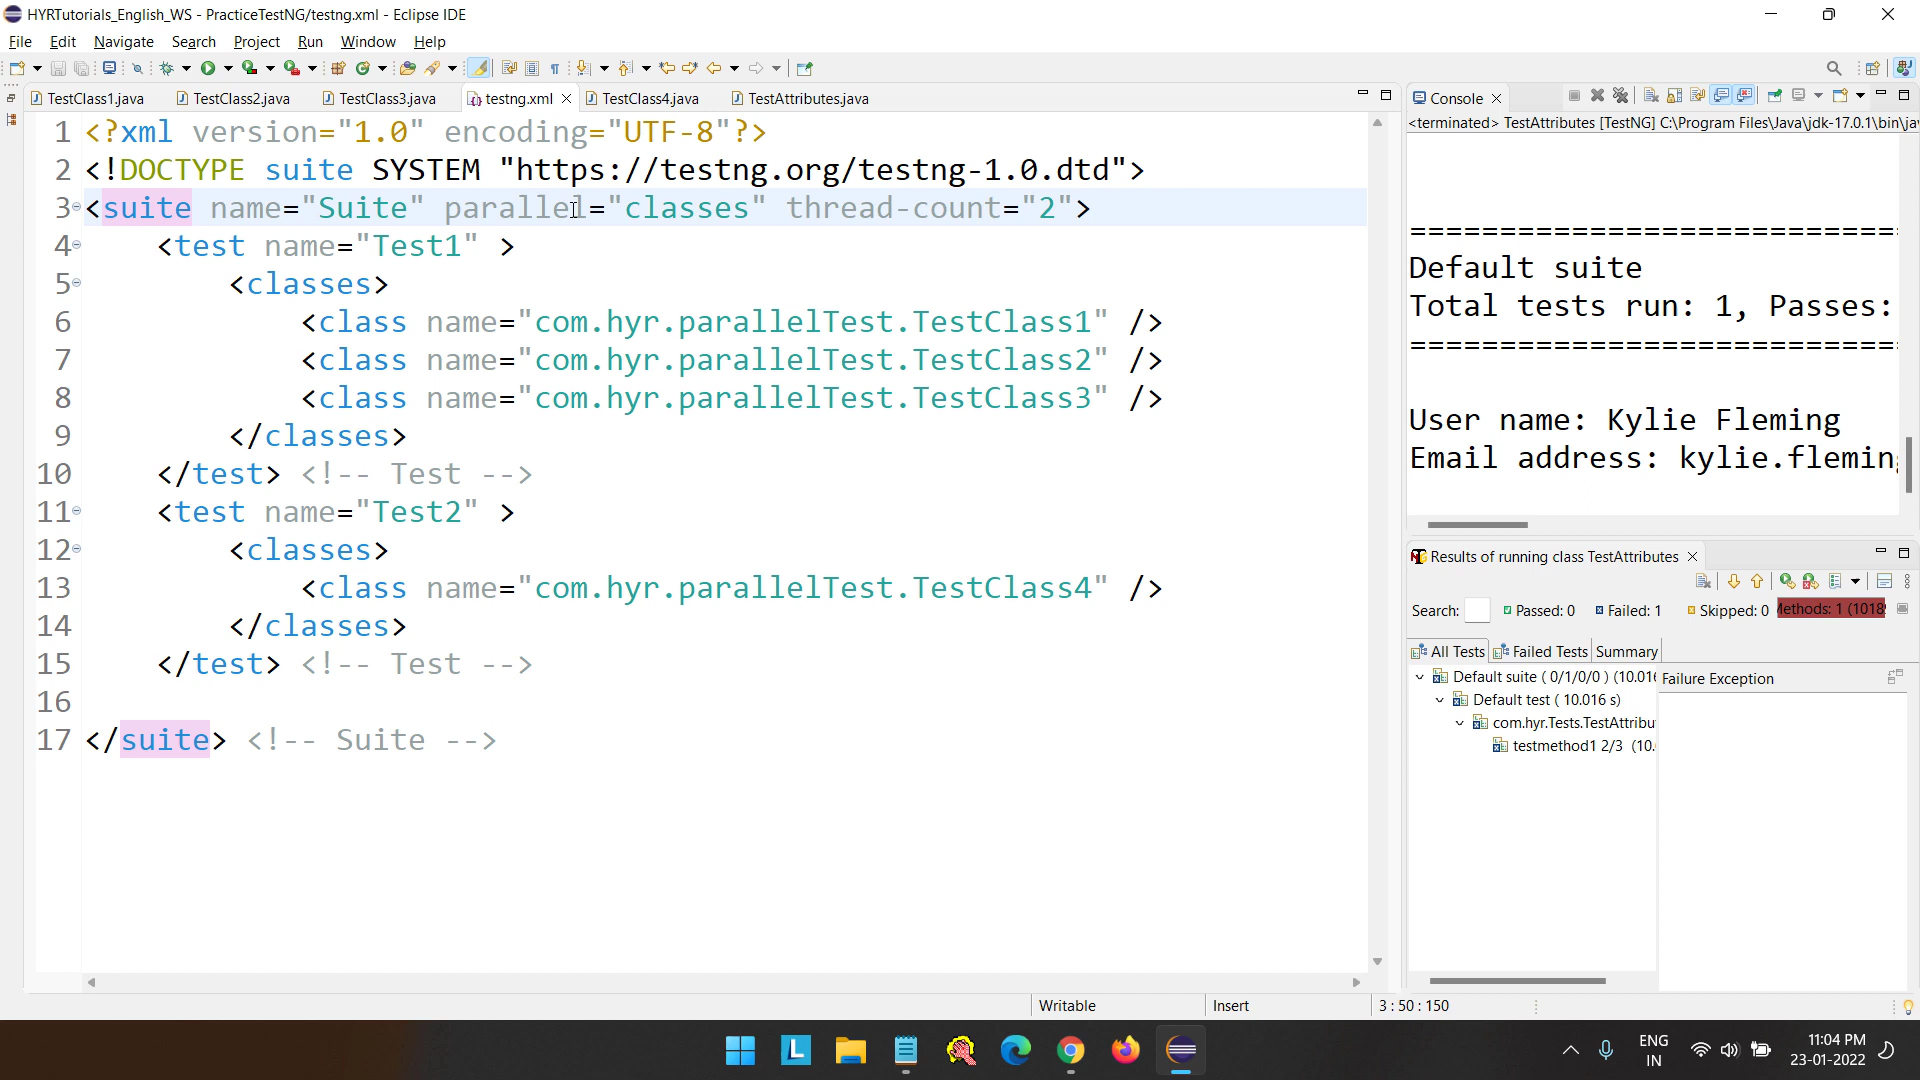 HYRTutorials_English_WS - PracticeTestNG/testng.xml - Eclipse IDE
File Edit Navigate Search Project Run Window Help
TestClass1.java TestClass2.java TestClass3.java testng.xml TestClass4.java TestAttributes.java
1 <?xml version="1.0" encoding="UTF-8"?>
2 <!DOCTYPE suite SYSTEM "https://testng.org/testng-1.0.dtd">
3 <suite name="Suite" parallel="classes" thread-count="2">
4 <test name="Test1" >
5 <classes>
6 <class name="com.hyr.parallelTest.TestClass1" />
7 <class name="com.hyr.parallelTest.TestClass2" />
8 <class name="com.hyr.parallelTest.TestClass3" />
9 </classes>
10 </test> <!-- Test -->
11 <test name="Test2" >
12 <classes>
13 <class name="com.hyr.parallelTest.TestClass4" />
14 </classes>
15 </test> <!-- Test -->
16
17 </suite> <!-- Suite -->
Console
<terminated> TestAttributes [TestNG] C:\Program Files\Java\jdk-17.0.1\bin\jav
===========================
Default suite
Total tests run: 1, Passes:
===========================
User name: Kylie Fleming
Email address: kylie.fleming
Results of running class TestAttributes
Search: Passed: 0 Failed: 1 Skipped: 0 Methods: 1 (1018
All Tests Failed Tests Summary
Default suite ( 0/1/0/0 ) (10.016 Failure Exception
Default test ( 10.016 s)
com.hyr.Tests.TestAttribu
testmethod1 2/3 (10.
Writable Insert 3 : 50 : 150
ENG
IN
11:04 PM
23-01-2022